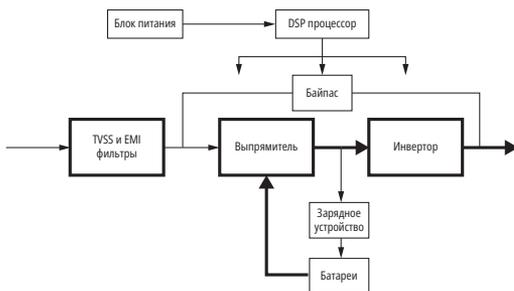 Блок питания
DSP процессор
Байпас
TVSS и EMI
фильтры
Выпрямитель
Инвертор
Зарядное
устройство
Батареи